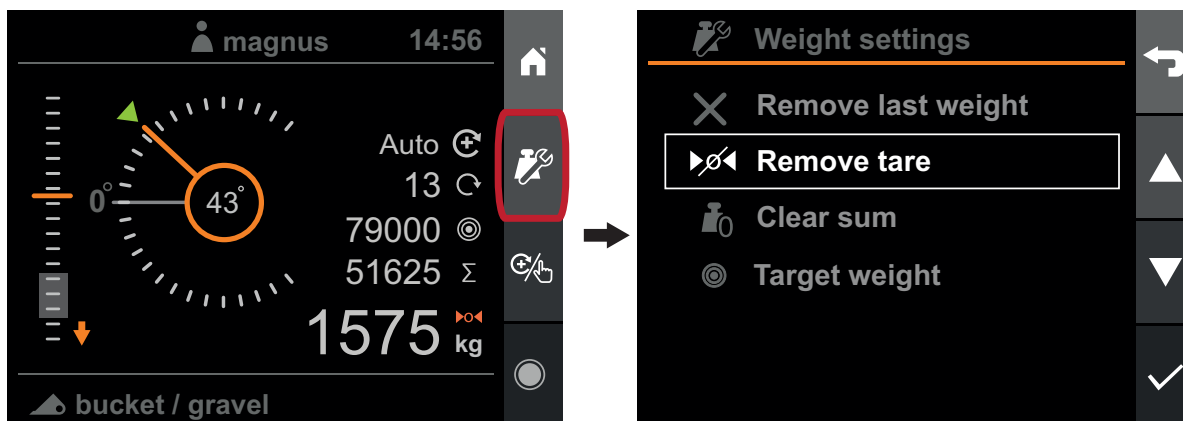 magnus 14:56
Auto
13
0° 43°
79000
51625 Σ
1575 kg
bucket / gravel
Weight settings
Remove last weight
Remove tare
0 Clear sum
Target weight